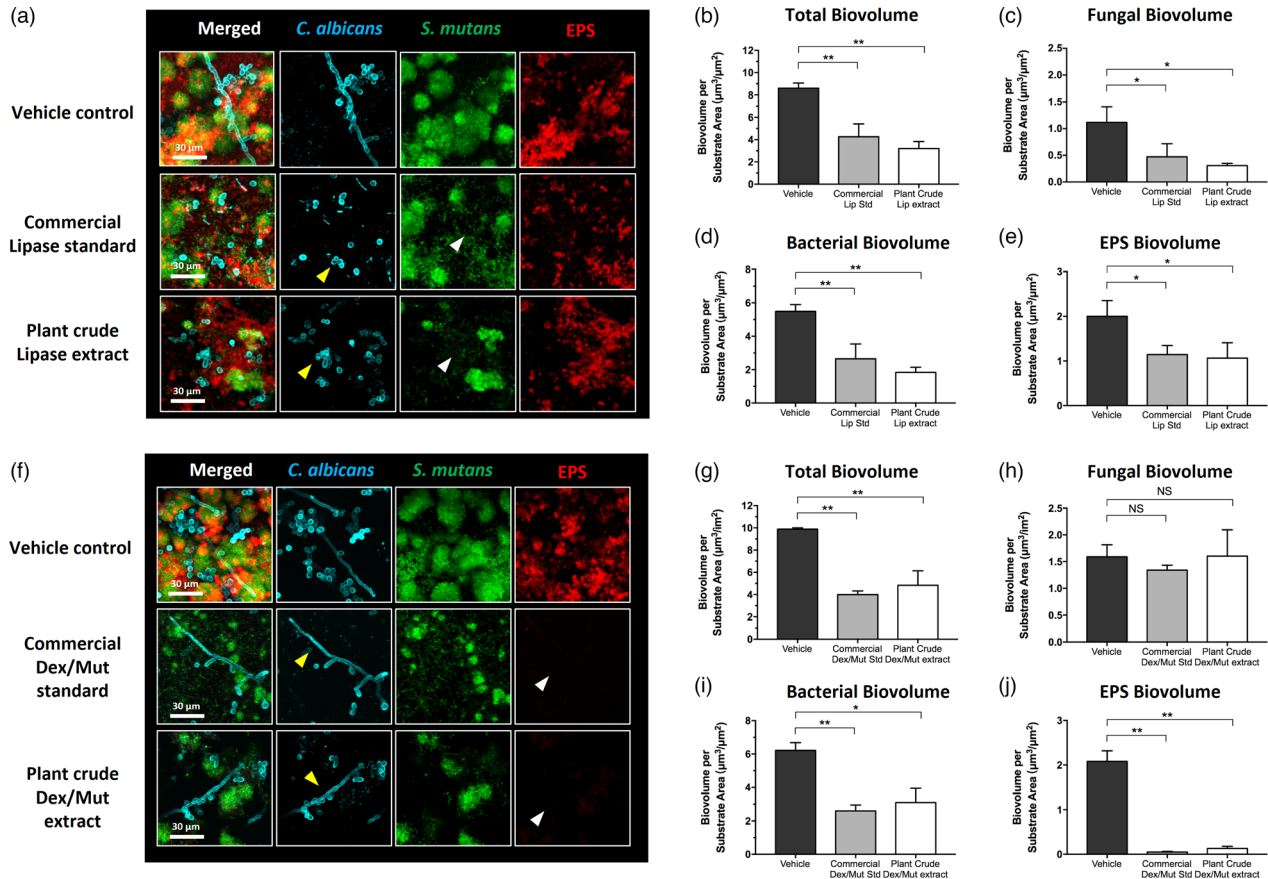 (a)
Merged C. albicans S. mutans EPS
Vehicle control
30 µm
Commercial
Lipase standard
30 µm
Plant crude
Lipase extract
30 µm
(b)
Total Biovolume
Biovolume per
Substrate Area (µm³/µm²)
12
10
8
6
4
2
0
**
**
Vehicle
Commercial
Lip Std
Plant Crude
Lip extract
(c)
Fungal Biovolume
Biovolume per
Substrate Area (µm³/µm²)
2.5
2.0
1.5
1.0
0.5
0.0
*
*
Vehicle
Commercial
Lip Std
Plant Crude
Lip extract
(d)
Bacterial Biovolume
Biovolume per
Substrate Area (µm³/µm²)
8
6
4
2
0
**
**
Vehicle
Commercial
Lip Std
Plant Crude
Lip extract
(e)
EPS Biovolume
Biovolume per
Substrate Area (µm³/µm²)
3
2
1
0
*
*
Vehicle
Commercial
Lip Std
Plant Crude
Lip extract
(f)
Merged C. albicans S. mutans EPS
Vehicle control
30 µm
Commercial
Dex/Mut
standard
30 µm
Plant crude
Dex/Mut
extract
30 µm
(g)
Total Biovolume
Biovolume per
Substrate Area (µm³/ìm²)
12
10
8
6
4
2
0
**
**
Vehicle
Commercial
Dex/Mut Std
Plant Crude
Dex/Mut extract
(h)
Fungal Biovolume
Biovolume per
Substrate Area (µm³/ìm²)
2.5
2.0
1.5
1.0
0.5
0.0
NS
NS
Vehicle
Commercial
Dex/Mut Std
Plant Crude
Dex/Mut extract
(i)
Bacterial Biovolume
Biovolume per
Substrate Area (µm³/µm²)
8
6
4
2
0
*
**
Vehicle
Commercial
Dex/Mut Std
Plant Crude
Dex/Mut extract
(j)
EPS Biovolume
Biovolume per
Substrate Area (µm³/µm²)
3
2
1
0
**
**
Vehicle
Commercial
Dex/Mut Std
Plant Crude
Dex/Mut extract